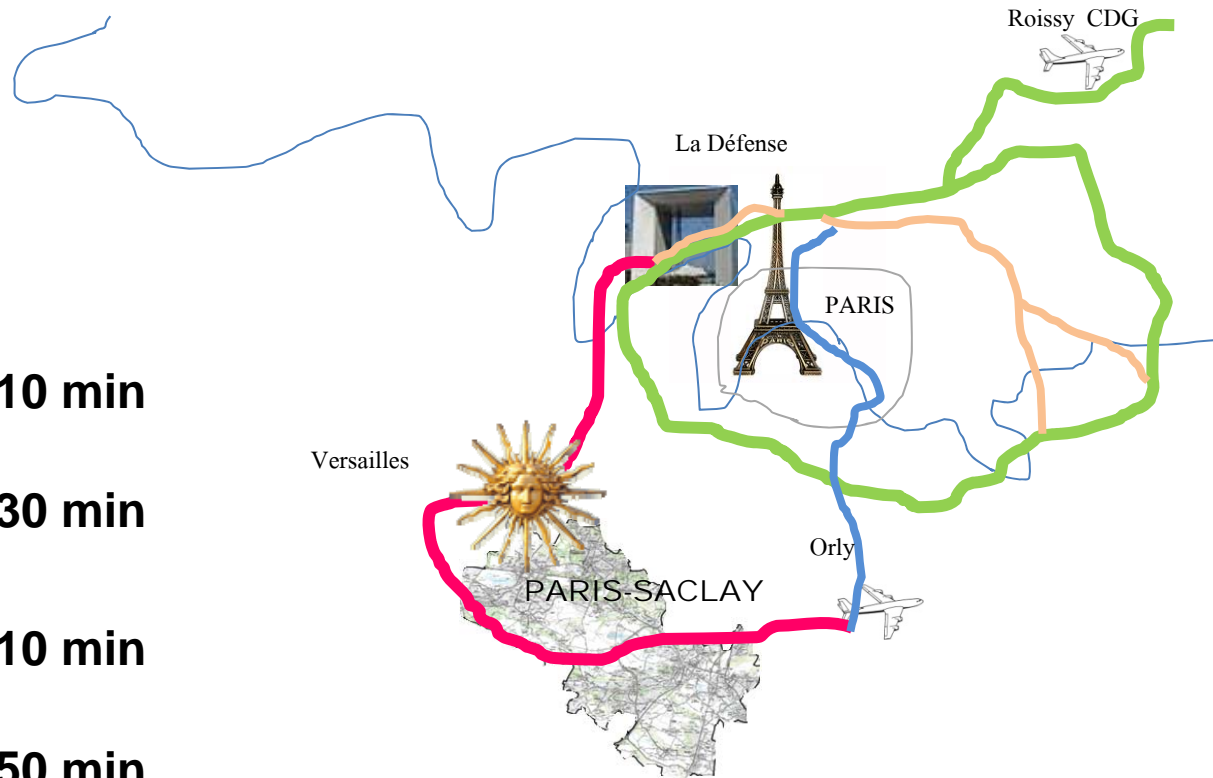 Roissy CDG
La Défense
PARIS
10 min
Versailles
30 min
Orly
PARIS-SACLAY
10 min
50 min